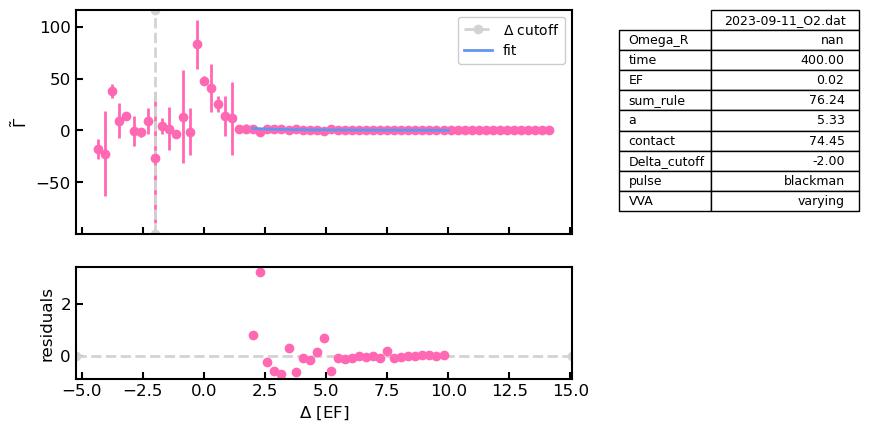 100
50
0
−50
Γ̃
Δ cutoff
fit
2
0
residuals
−5.0 −2.5 0.0 2.5 5.0 7.5 10.0 12.5 15.0
Δ [EF]
2023-09-11_O2.dat
Omega_R nan
time 400.00
EF 0.02
sum_rule 76.24
a 5.33
contact 74.45
Delta_cutoff -2.00
pulse blackman
VVA varying